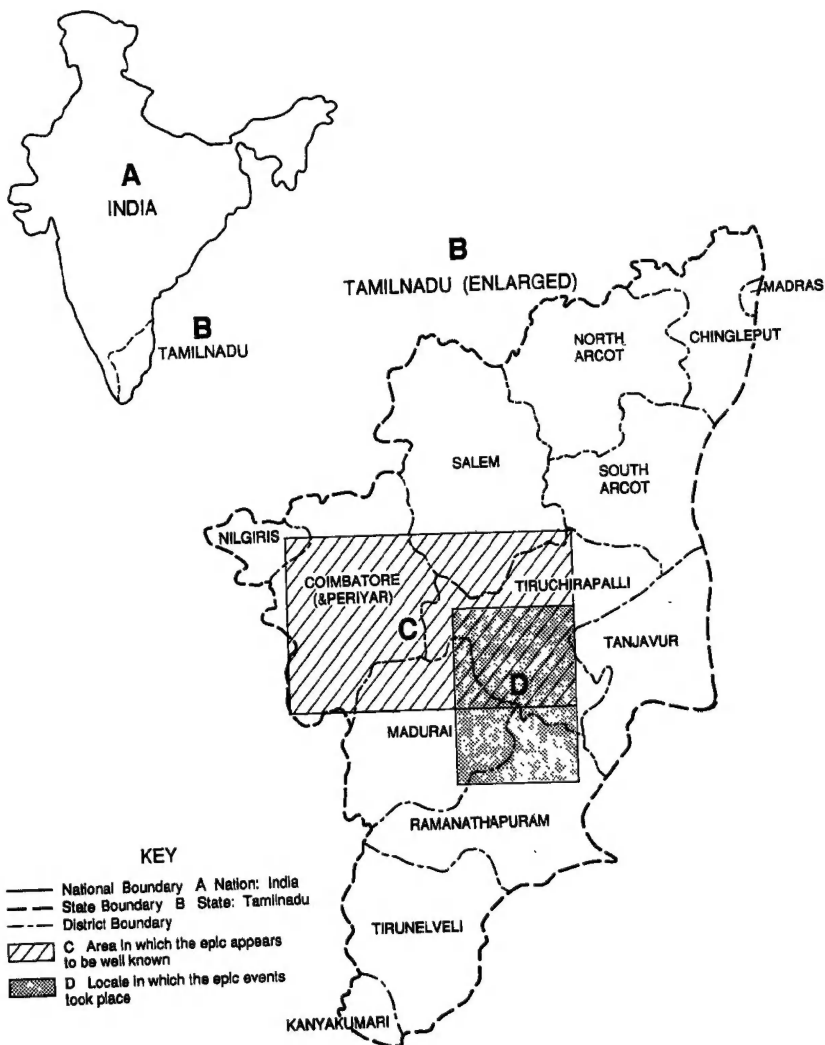 A
INDIA
B
TAMILNADU
B
TAMILNADU (ENLARGED)
MADRAS
NORTH
ARCOT
CHINGLEPUT
SALEM
SOUTH
ARCOT
NILGIRIS
COIMBATORE
(&PERIYAR)
TIRUCHIRAPALLI
C
TANJAVUR
D
MADURAI
RAMANATHAPURAM
TIRUNELVELI
KANYAKUMARI
KEY
National Boundary A Nation: India
State Boundary B State: Tamilnadu
District Boundary
C Area in which the epic appears
to be well known
D Locale in which the epic events
took place